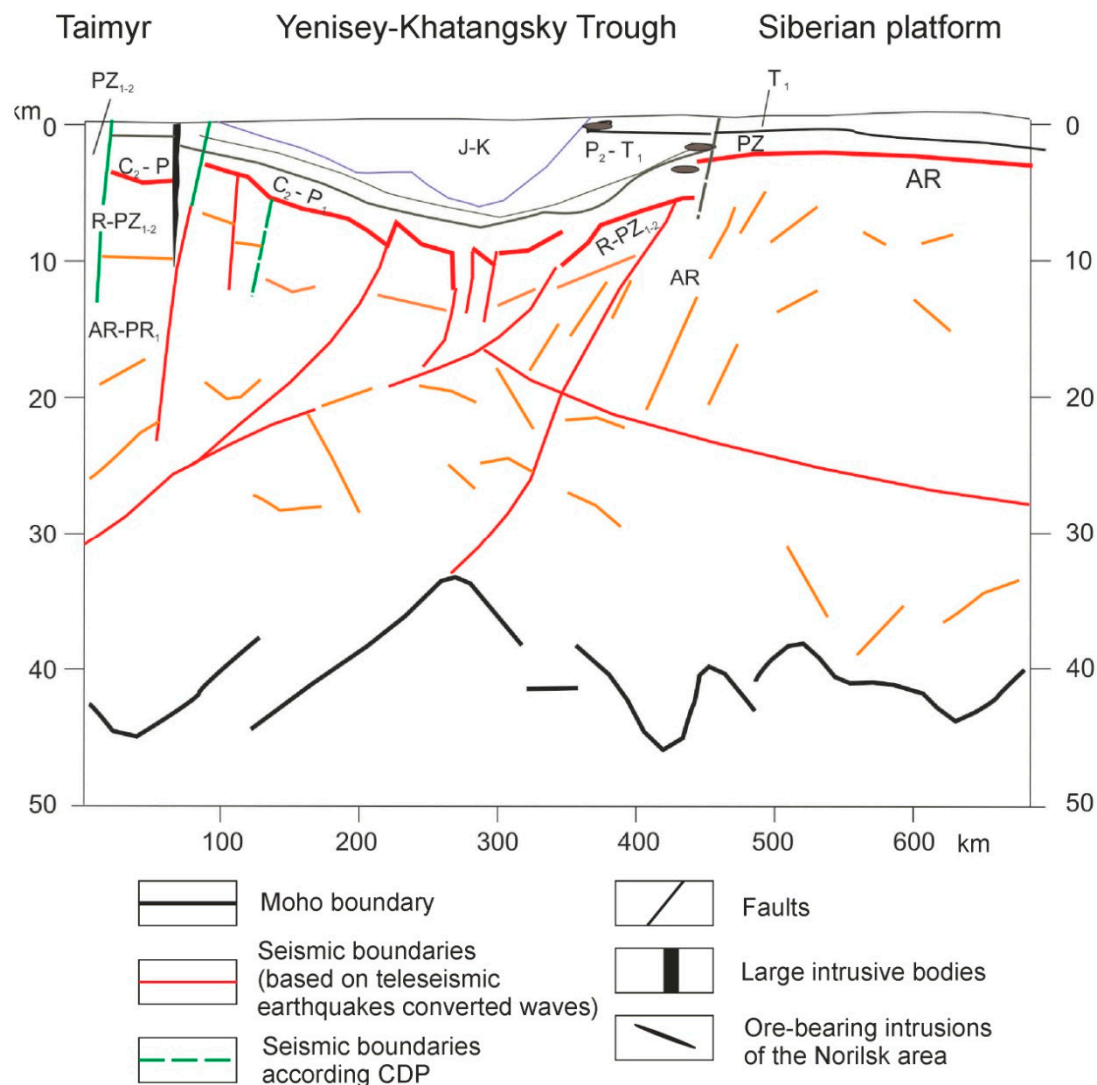 Taimyr Yenisey-Khatangsky Trough Siberian platform
PZ₁₋₂ T₁
km
0 J-K P₂-T₁ PZ 0
C₂-P C₂-P₁ AR
R-PZ₁₋₂ R-PZ₁₋₂
10 AR 10
AR-PR₁
20 20
30 30
40 40
50 50
100 200 300 400 500 600 km
Moho boundary
Faults
Seismic boundaries
(based on teleseismic
earthquakes converted waves)
Large intrusive bodies
Seismic boundaries
according CDP
Ore-bearing intrusions
of the Norilsk area